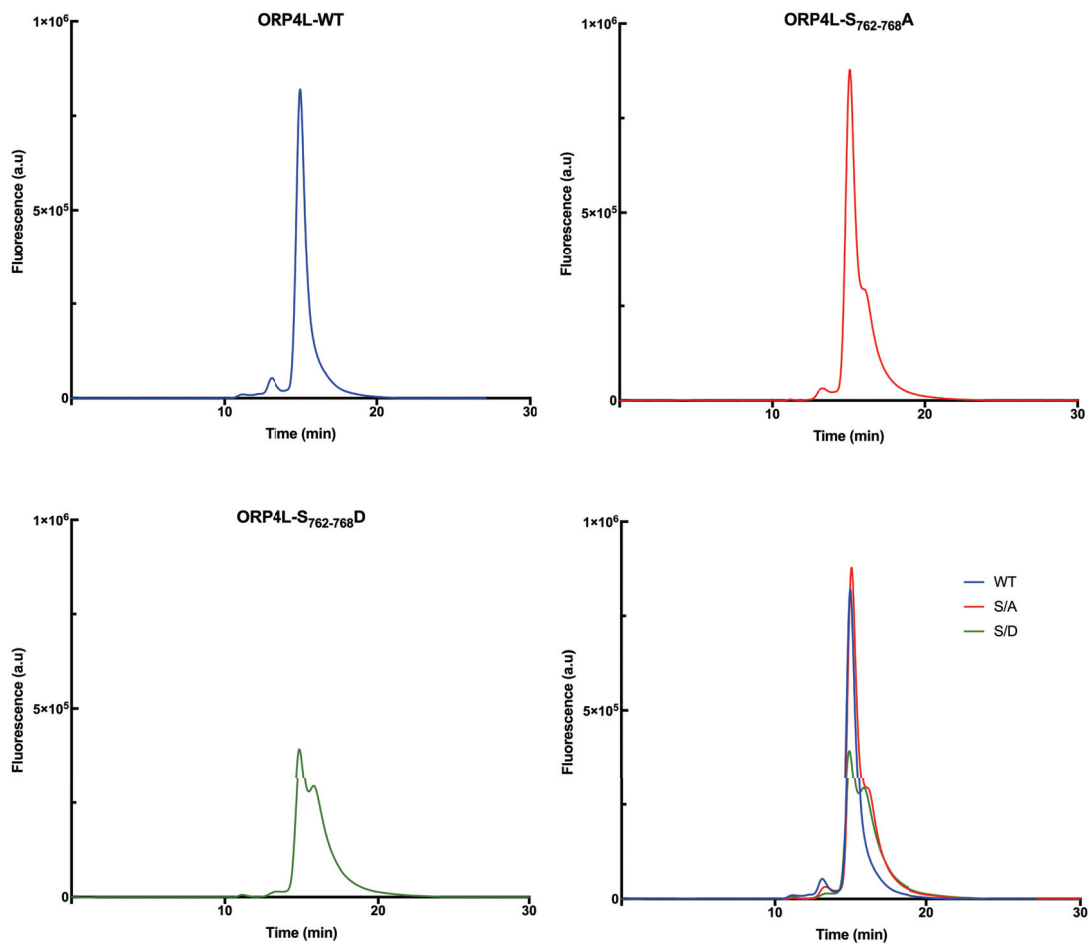 ORP4L-WT
1×10⁶
5×10⁵
0
10
20
30
Fluorescence (a.u)
Time (min)
ORP4L-S₇₆₂₋₇₆₈A
1×10⁶
5×10⁵
0
10
20
30
Fluorescence (a.u)
Time (min)
ORP4L-S₇₆₂₋₇₆₈D
1×10⁶
5×10⁵
0
10
20
30
Fluorescence (a.u)
Time (min)
1×10⁶
5×10⁵
0
10
20
30
Fluorescence (a.u)
Time (min)
WT
S/A
S/D